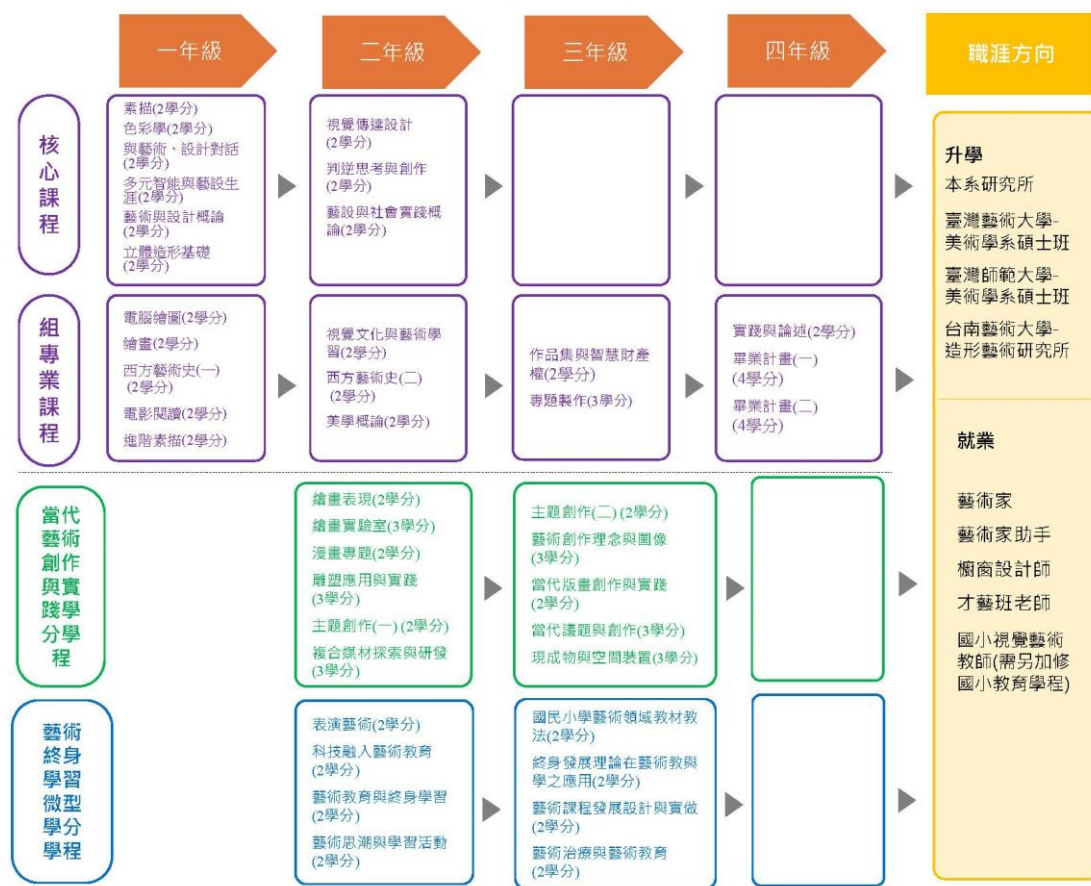 一年級
二年級
三年級
四年級
職涯方向
核
心
課
程
素描(2學分)
色彩學(2學分)
與藝術、設計對話
(2學分)
多元智能與藝設生
涯(2學分)
藝術與設計概論
(2學分)
立體造形基礎
(2學分)
視覺傳達設計
(2學分)
判逆思考與創作
(2學分)
藝設與社會實踐概
論(2學分)
組
專
業
課
程
電腦繪圖(2學分)
繪畫(2學分)
西方藝術史(一)
(2學分)
電影閱讀(2學分)
進階素描(2學分)
視覺文化與藝術學
習(2學分)
西方藝術史(二)
(2學分)
美學概論(2學分)
作品集與智慧財產
權(2學分)
專題製作(3學分)
實踐與論述(2學分)
畢業計畫(一)
(4學分)
畢業計畫(二)
(4學分)
當代
藝術
創作
與實
踐學
分學
程
繪畫表現(2學分)
繪畫實驗室(3學分)
漫畫專題(2學分)
雕塑應用與實踐
(3學分)
主題創作(一) (2學分)
複合媒材探索與研發
(3學分)
主題創作(二) (2學分)
藝術創作理念與圖像
(3學分)
當代版畫創作與實踐
(2學分)
當代議題與創作(3學分)
現成物與空間裝置(3學分)
藝術
終身
學習
微型
學分
學程
表演藝術(2學分)
科技融入藝術教育
(2學分)
藝術教育與終身學習
(2學分)
藝術思潮與學習活動
(2學分)
國民小學藝術領域教材教
法(2學分)
終身發展理論在藝術教與
學之應用(2學分)
藝術課程發展設計與實做
(2學分)
藝術治療與藝術教育
(2學分)
升學
本系研究所
臺灣藝術大學-
美術學系碩士班
臺灣師範大學-
美術學系碩士班
台南藝術大學-
造形藝術研究所
就業
藝術家
藝術家助手
櫥窗設計師
才藝班老師
國小視覺藝術
教師(需另加修
國小教育學程)